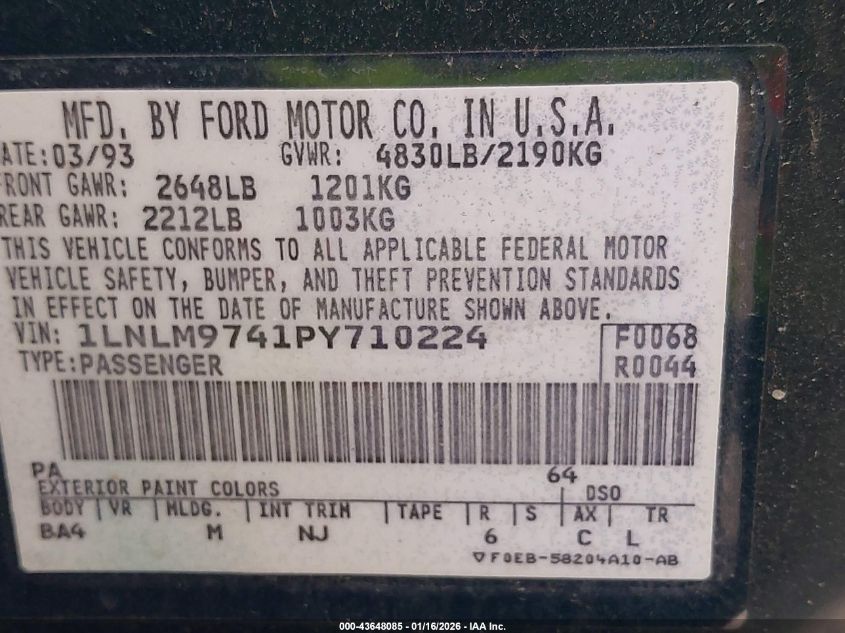 MFD. BY FORD MOTOR CO. IN U.S.A.
ATE: 03/93 GVWR: 4830LB/2190KG
FRONT GAWR: 2648LB 1201KG
REAR GAWR: 2212LB 1003KG
THIS VEHICLE CONFORMS TO ALL APPLICABLE FEDERAL MOTOR
VEHICLE SAFETY, BUMPER, AND THEFT PREVENTION STANDARDS
IN EFFECT ON THE DATE OF MANUFACTURE SHOWN ABOVE.
VIN: 1LNLM9741PY710224 F0068
TYPE: PASSENGER R0044
PA 64
EXTERIOR PAINT COLORS DSO
BODY VR MLDG. INT TRIM TAPE R S AX TR
BA4 M NJ 6 C L
F0EB-58204A10-AB
000-43648085 - 01/16/2026 - IAA Inc.